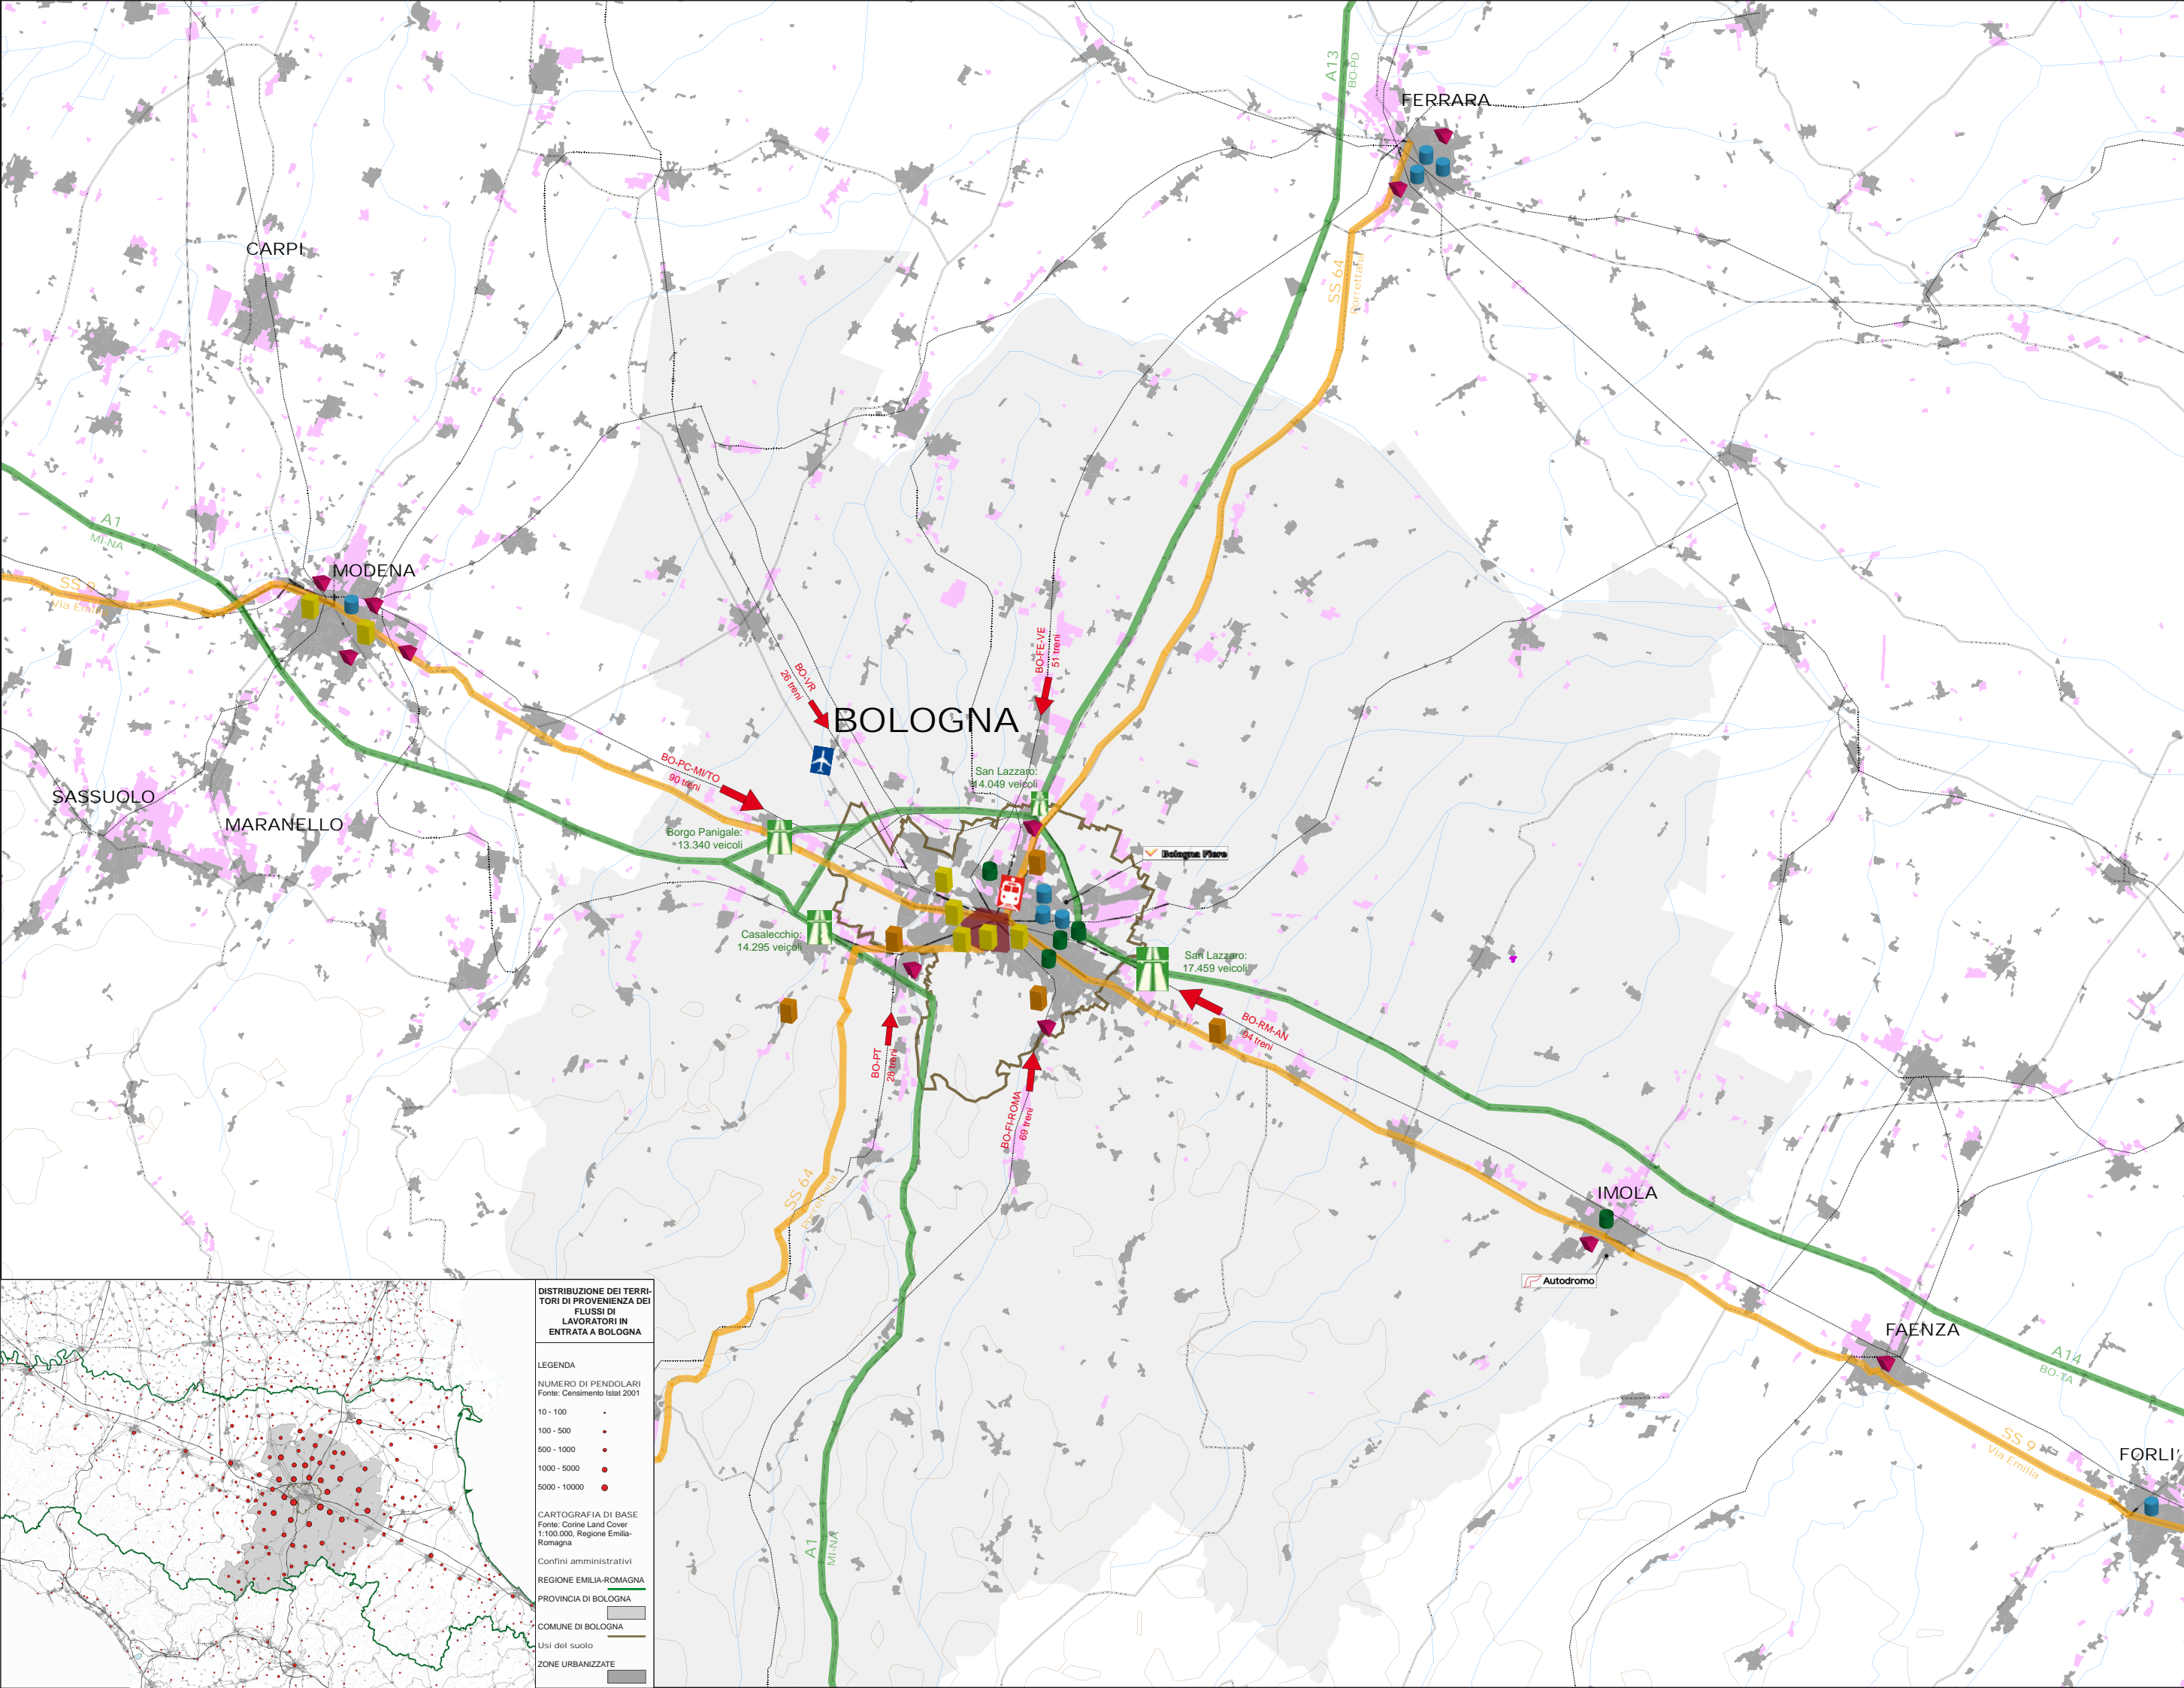 A13
BO-PD
FERRARA
CARPI
SS 64
Porrettana
A1
MI-NA
MODENA
SS 9
Via Emilia
BO-VR
26 treni
BO-FE-VE
51 treni
BOLOGNA
BO-PC-MI/TO
90 treni
San Lazzaro:
14.049 veicoli
SASSUOLO
MARANELLO
Borgo Panigale:
13.340 veicoli
Bologna Fiere
Casalecchio:
14.295 veicoli
San Lazzaro:
17.459 veicoli
BO-RM-AN
94 treni
BO-PT
28 treni
BO-FI-ROMA
69 treni
SS 64
Porrettana
IMOLA
Autodromo
FAENZA
A14
BO-TA
SS 9
Via Emilia
FORLI'
A1
MI-NA
DISTRIBUZIONE DEI TERRI-
TORI DI PROVENIENZA DEI
FLUSSI DI
LAVORATORI IN
ENTRATA A BOLOGNA
LEGENDA
NUMERO DI PENDOLARI
Fonte: Censimento Istat 2001
10 - 100
100 - 500
500 - 1000
1000 - 5000
5000 - 10000
CARTOGRAFIA DI BASE
Fonte: Corine Land Cover
1:100.000, Regione Emilia-
Romagna
Confini amministrativi
REGIONE EMILIA-ROMAGNA
PROVINCIA DI BOLOGNA
COMUNE DI BOLOGNA
Usi del suolo
ZONE URBANIZZATE